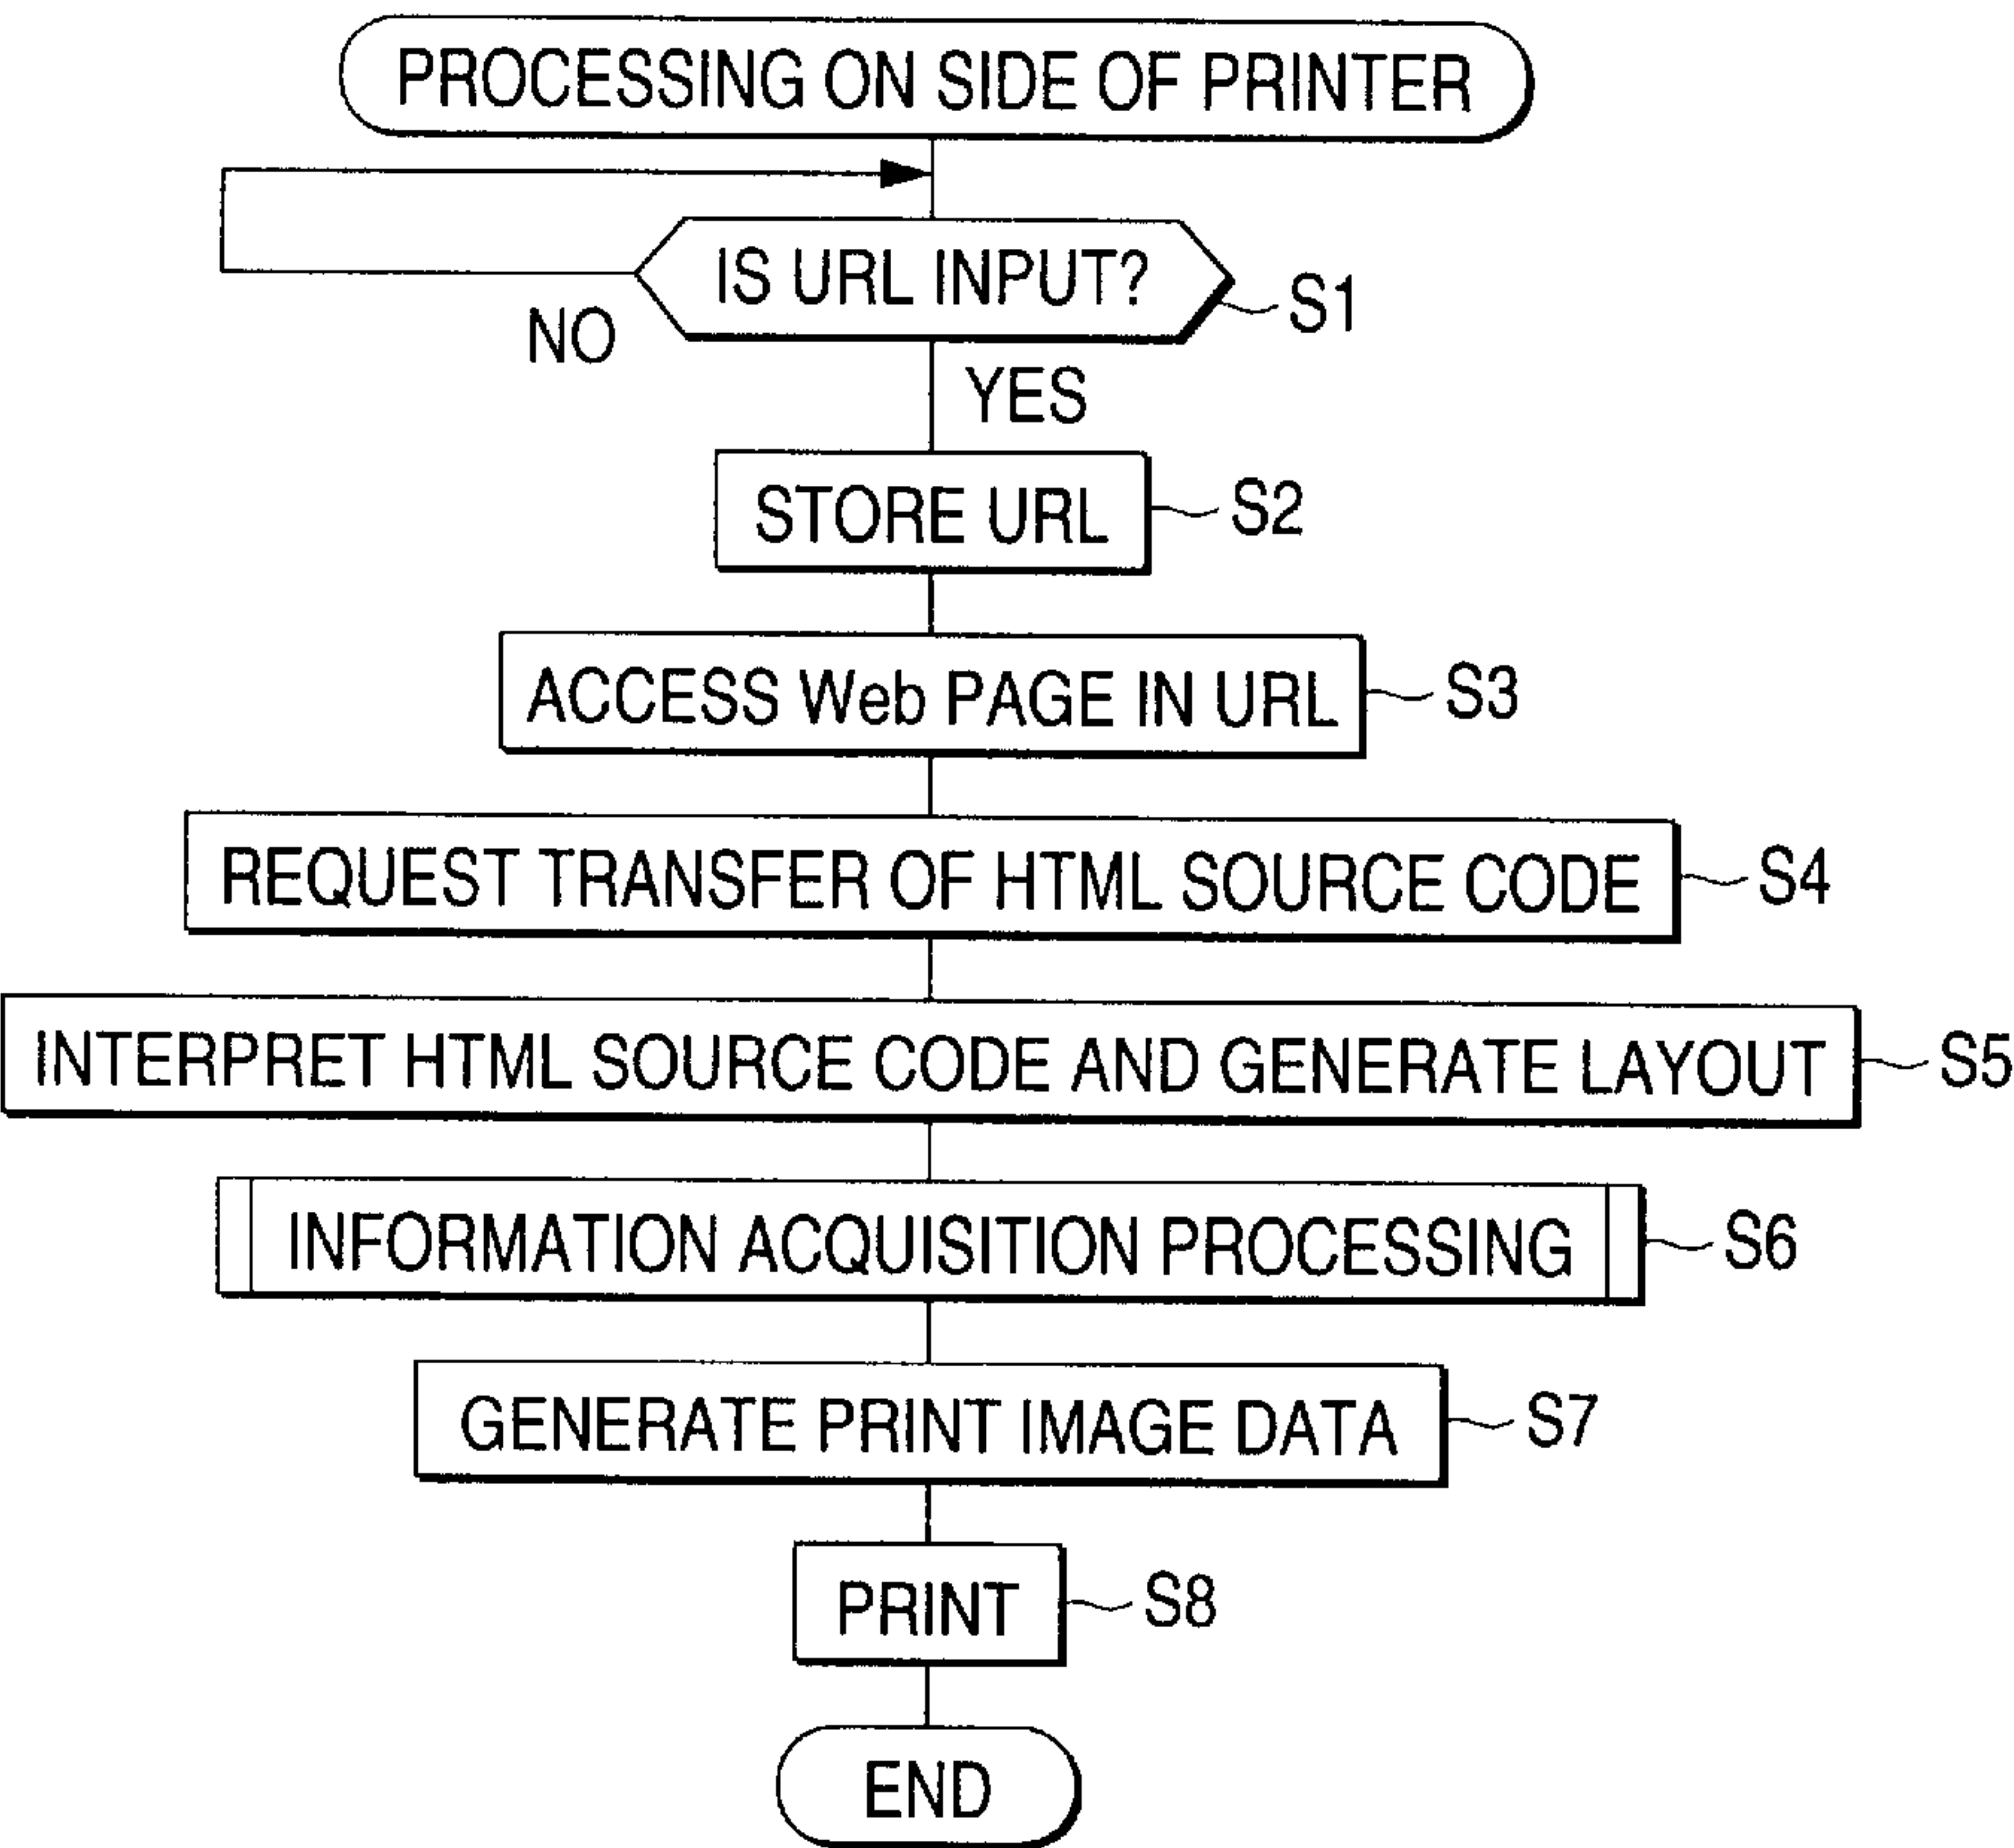 PROCESSING ON SIDE OF PRINTER
IS URL INPUT?
S1
NO
YES
STORE URL
S2
ACCESS Web PAGE IN URL
S3
REQUEST TRANSFER OF HTML SOURCE CODE
S4
INTERPRET HTML SOURCE CODE AND GENERATE LAYOUT
S5
INFORMATION ACQUISITION PROCESSING
S6
GENERATE PRINT IMAGE DATA
S7
PRINT
S8
END